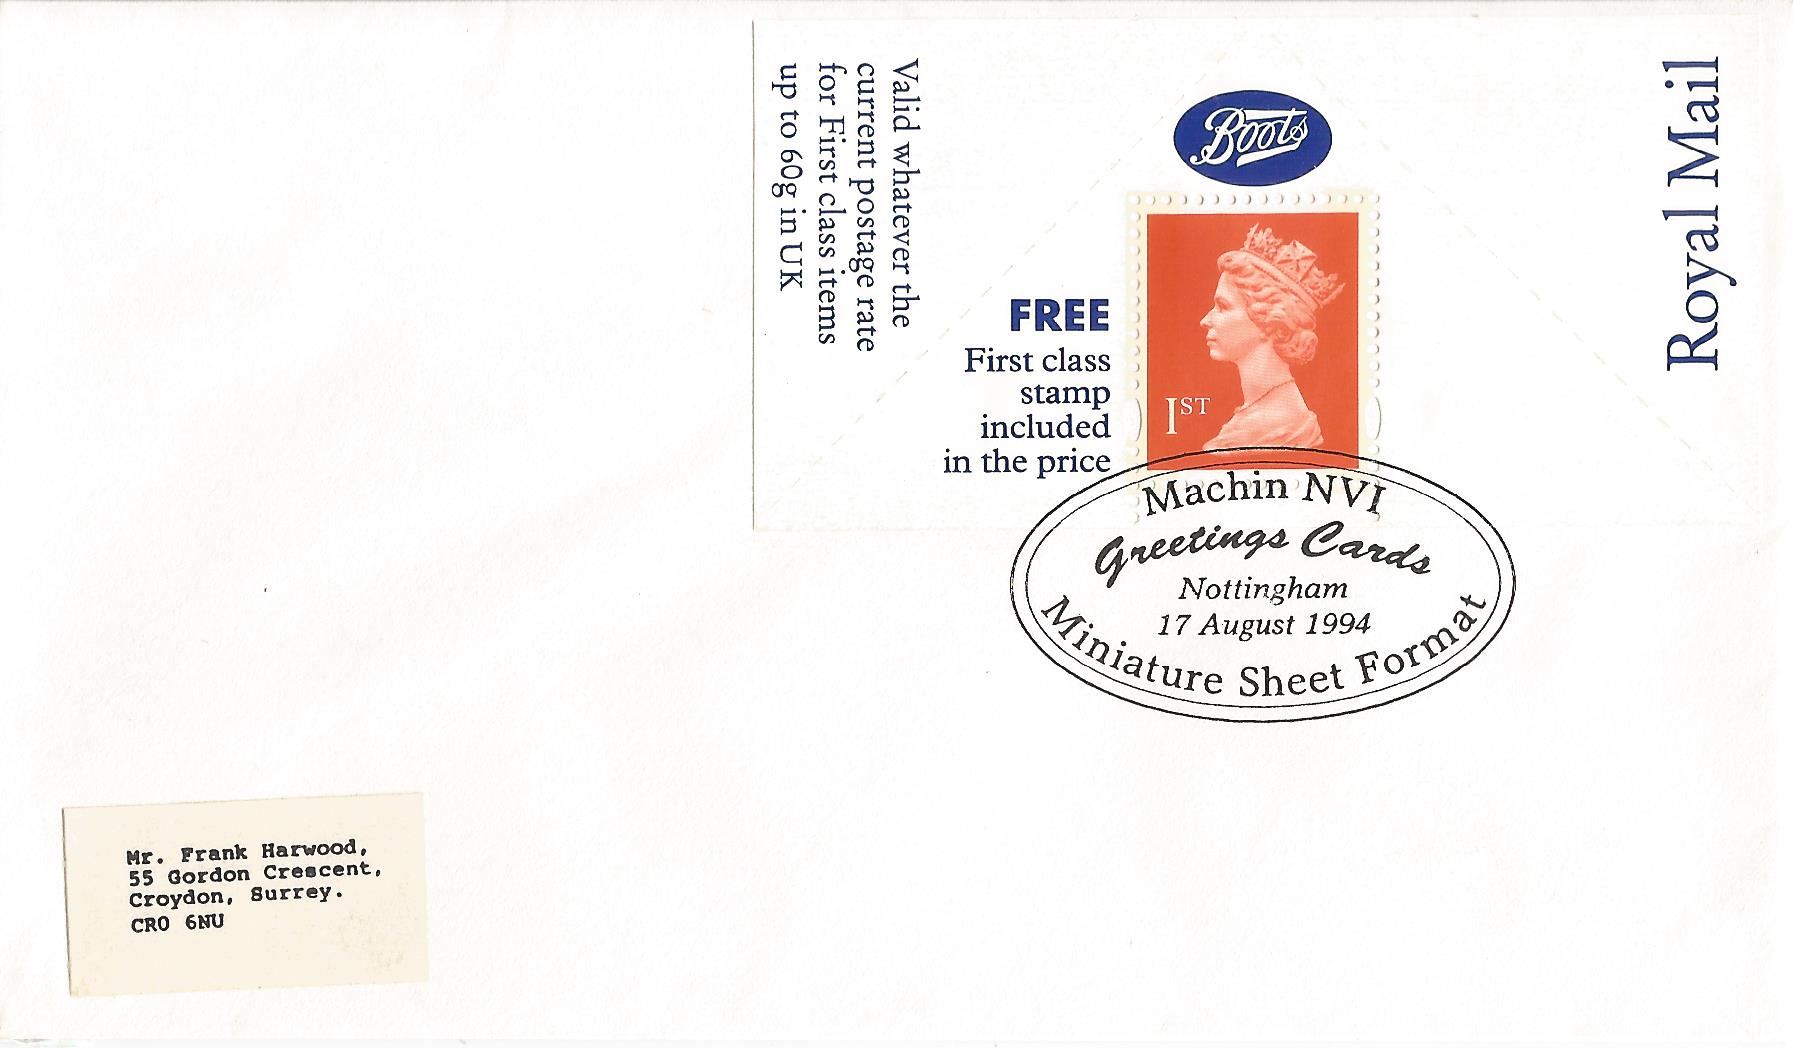 Valid whatever the
current postage rate
for First class items
up to 60g in UK
Boots
Royal Mail
FREE
First class
stamp
included
in the price
1ST
Machin NVI
Greetings Cards
Nottingham
17 August 1994
Miniature Sheet Format
Mr. Frank Harwood,
55 Gordon Crescent,
Croydon, Surrey.
CR0 6NU